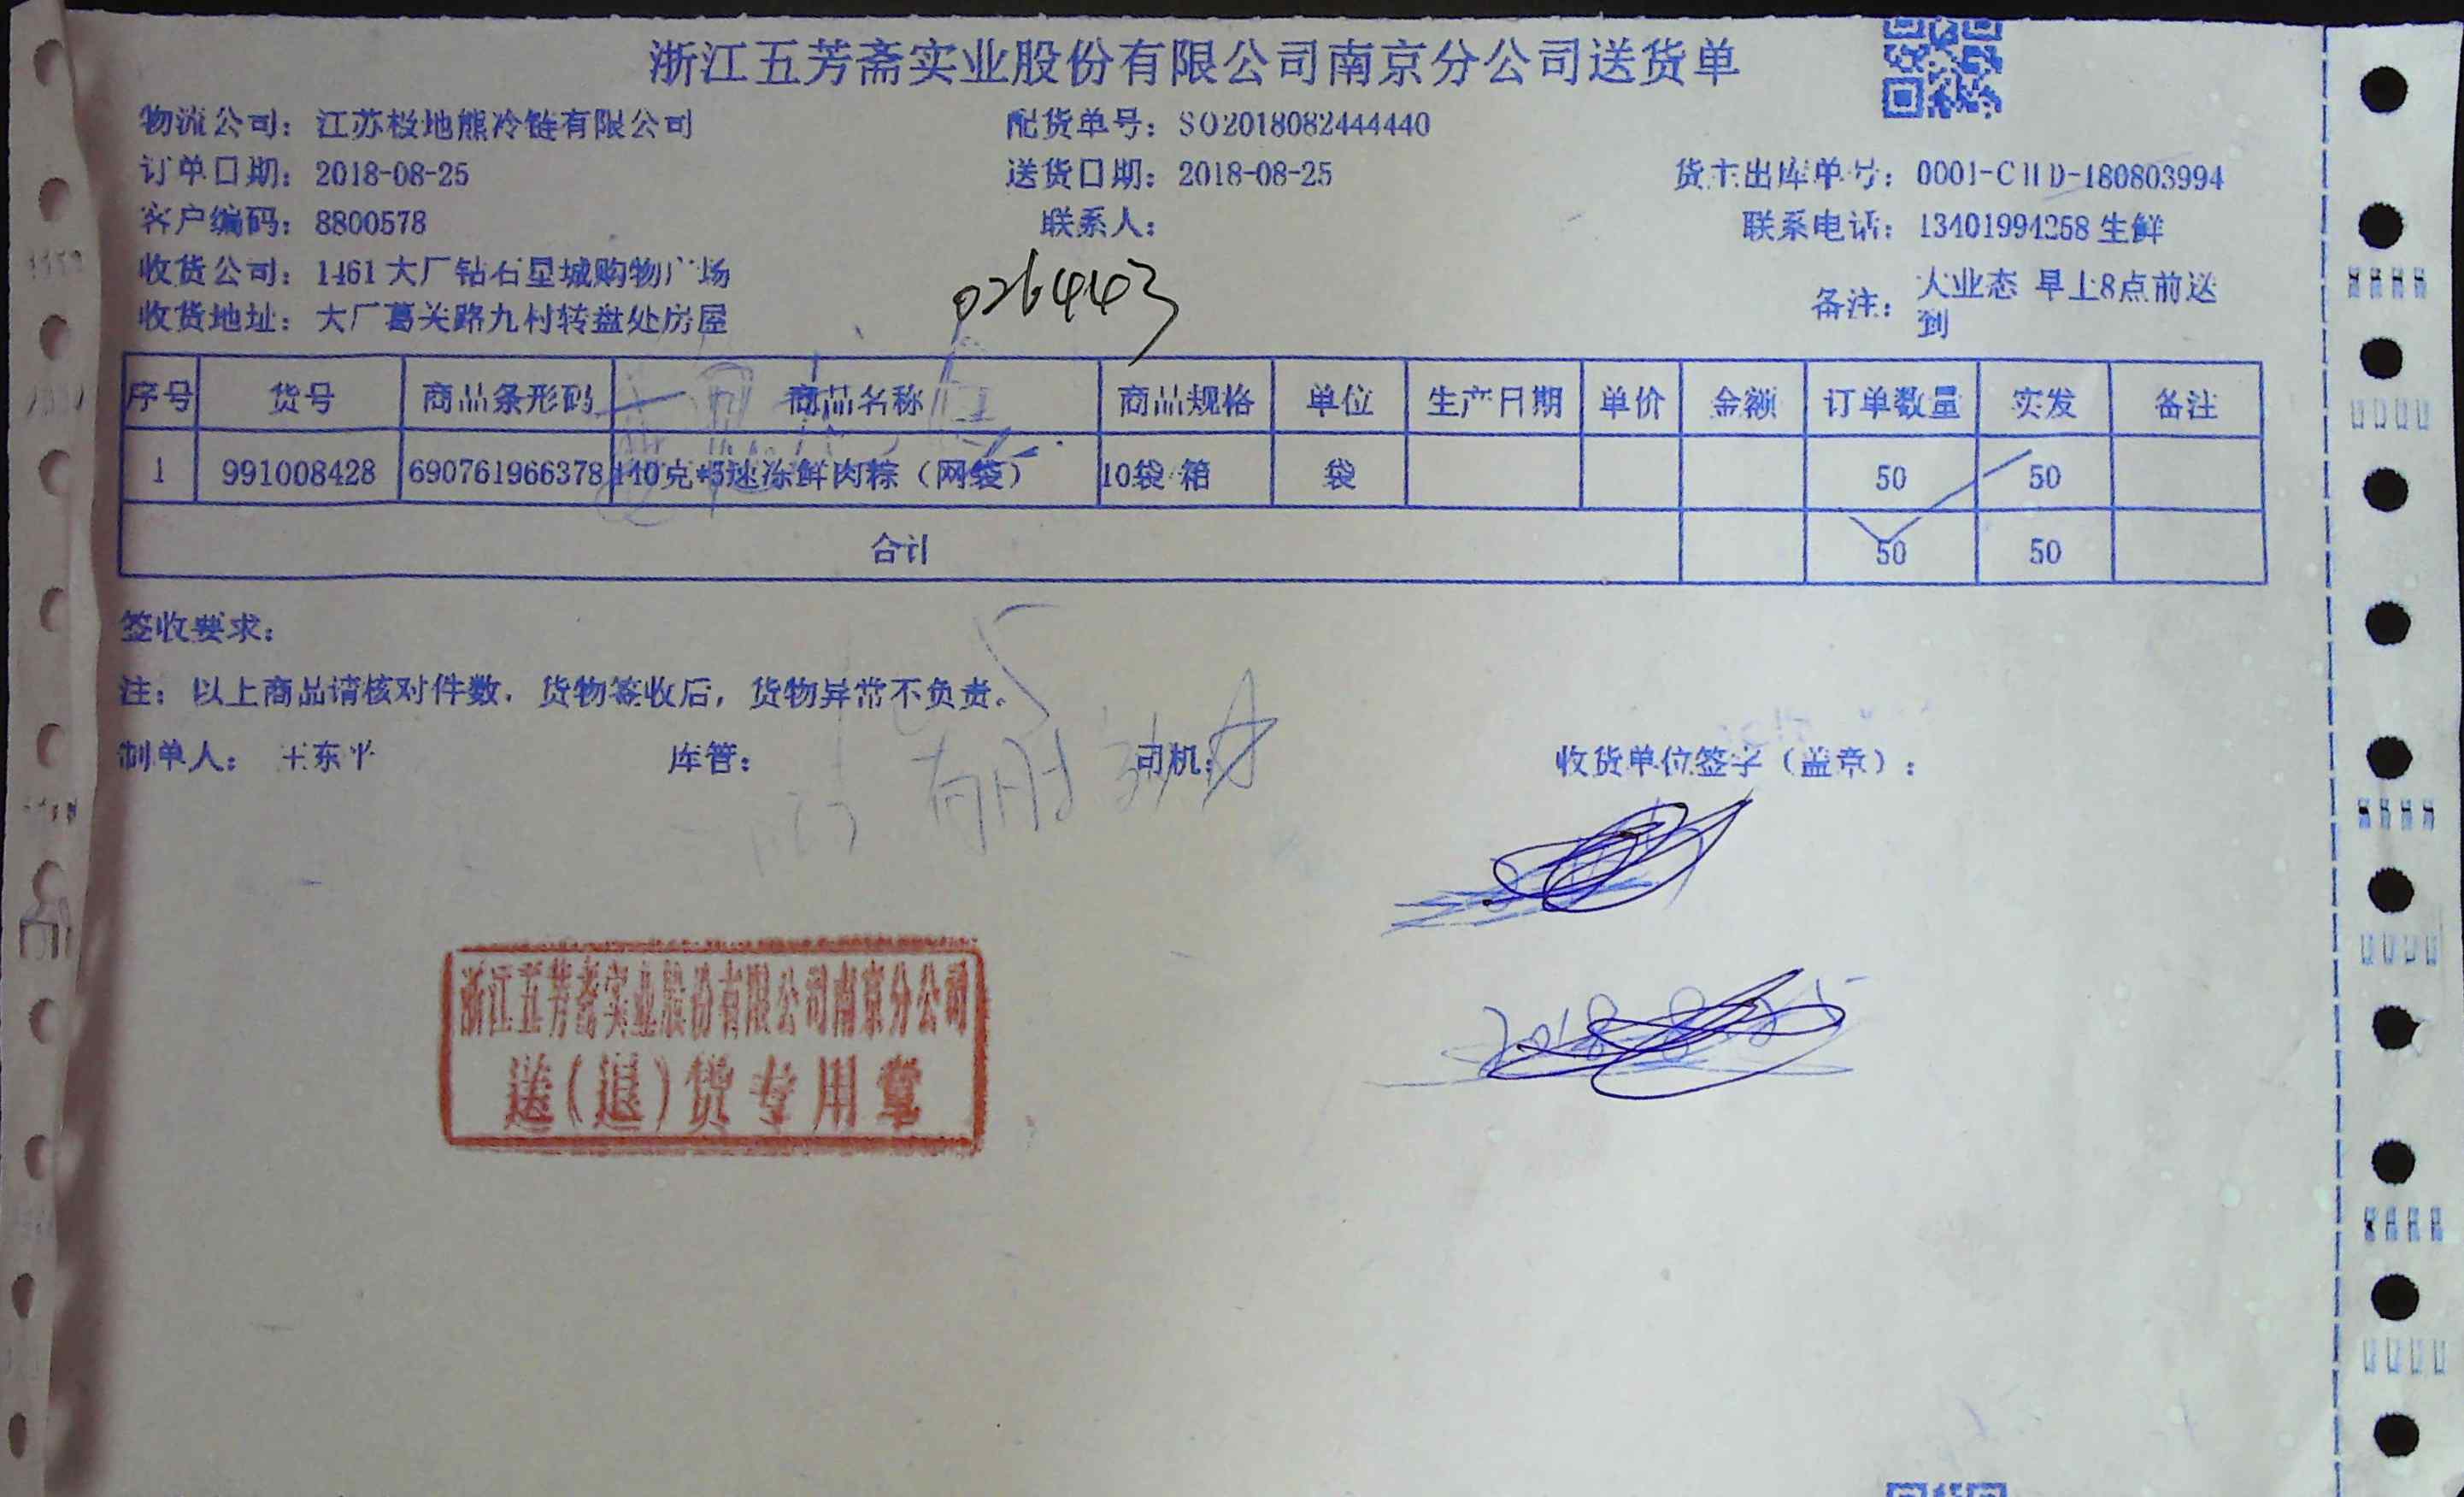 浙江五芳斋实业股份有限公司南京分公司送货单
物流公司：江苏极地熊冷链有限公司 配货单号：SO2018082444440
订单日期：2018-08-25 送货日期：2018-08-25 货主出库单号：0001-CHD-180803994
客户编码：8800578 联系人： 联系电话：13401994258 生鲜
收货公司：1461 大厂钻石星城购物广场
026443
备注：大业态 早上8点前送到
收货地址：大厂葛关路九村转盘处房屋
序号 货号 商品条形码 商品名称 商品规格 单位 生产日期 单价 金额 订单数量 实发 备注
1 991008428 690761966378 140克*5速冻鲜肉粽（网袋） 10袋/箱 袋 50 50
合计 50 50
签收要求：
注：以上商品请核对件数，货物签收后，货物异常不负责。
制单人：王东平 库管： 司机： 收货单位签字（盖章）：
2018 8 25
浙江五芳斋实业股份有限公司南京分公司
送（退）货专用章